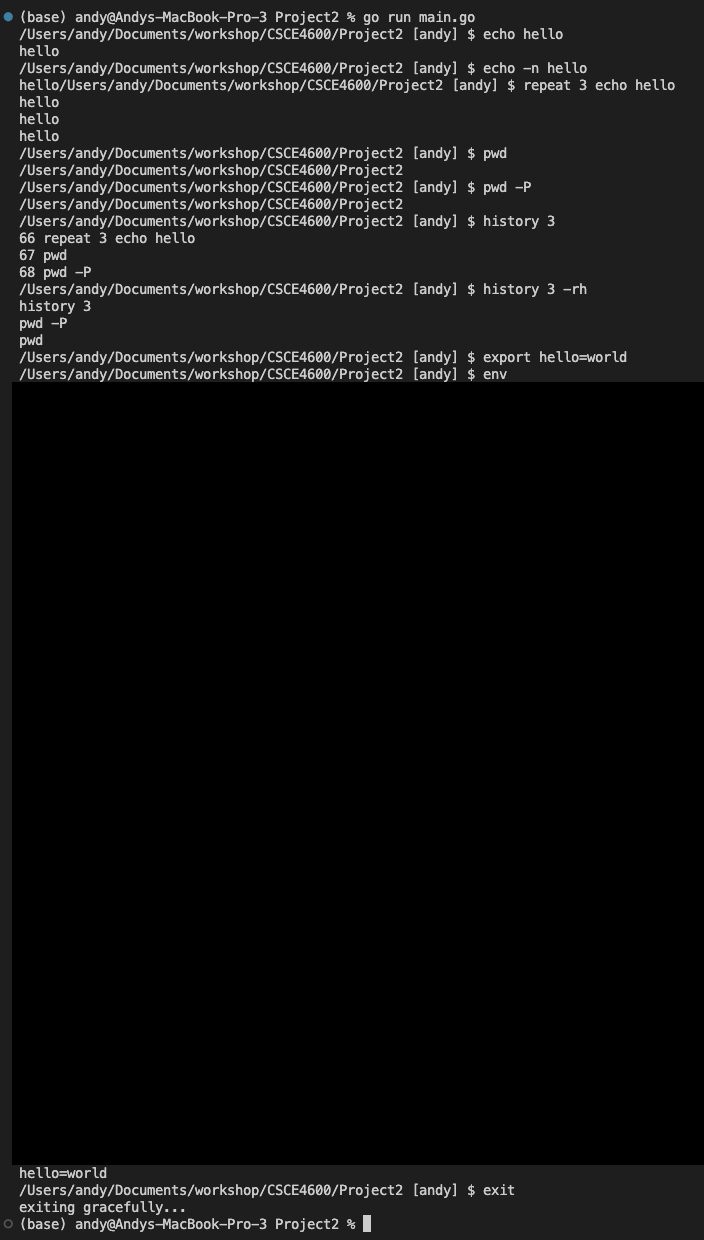 (base) andy@Andys-MacBook-Pro-3 Project2 % go run main.go
/Users/andy/Documents/workshop/CSCE4600/Project2 [andy] $ echo hello
hello
/Users/andy/Documents/workshop/CSCE4600/Project2 [andy] $ echo -n hello
hello/Users/andy/Documents/workshop/CSCE4600/Project2 [andy] $ repeat 3 echo hello
hello
hello
hello
/Users/andy/Documents/workshop/CSCE4600/Project2 [andy] $ pwd
/Users/andy/Documents/workshop/CSCE4600/Project2
/Users/andy/Documents/workshop/CSCE4600/Project2 [andy] $ pwd -P
/Users/andy/Documents/workshop/CSCE4600/Project2
/Users/andy/Documents/workshop/CSCE4600/Project2 [andy] $ history 3
66 repeat 3 echo hello
67 pwd
68 pwd -P
/Users/andy/Documents/workshop/CSCE4600/Project2 [andy] $ history 3 -rh
history 3
pwd -P
pwd
/Users/andy/Documents/workshop/CSCE4600/Project2 [andy] $ export hello=world
/Users/andy/Documents/workshop/CSCE4600/Project2 [andy] $ env
hello=world
/Users/andy/Documents/workshop/CSCE4600/Project2 [andy] $ exit
exiting gracefully...
(base) andy@Andys-MacBook-Pro-3 Project2 %